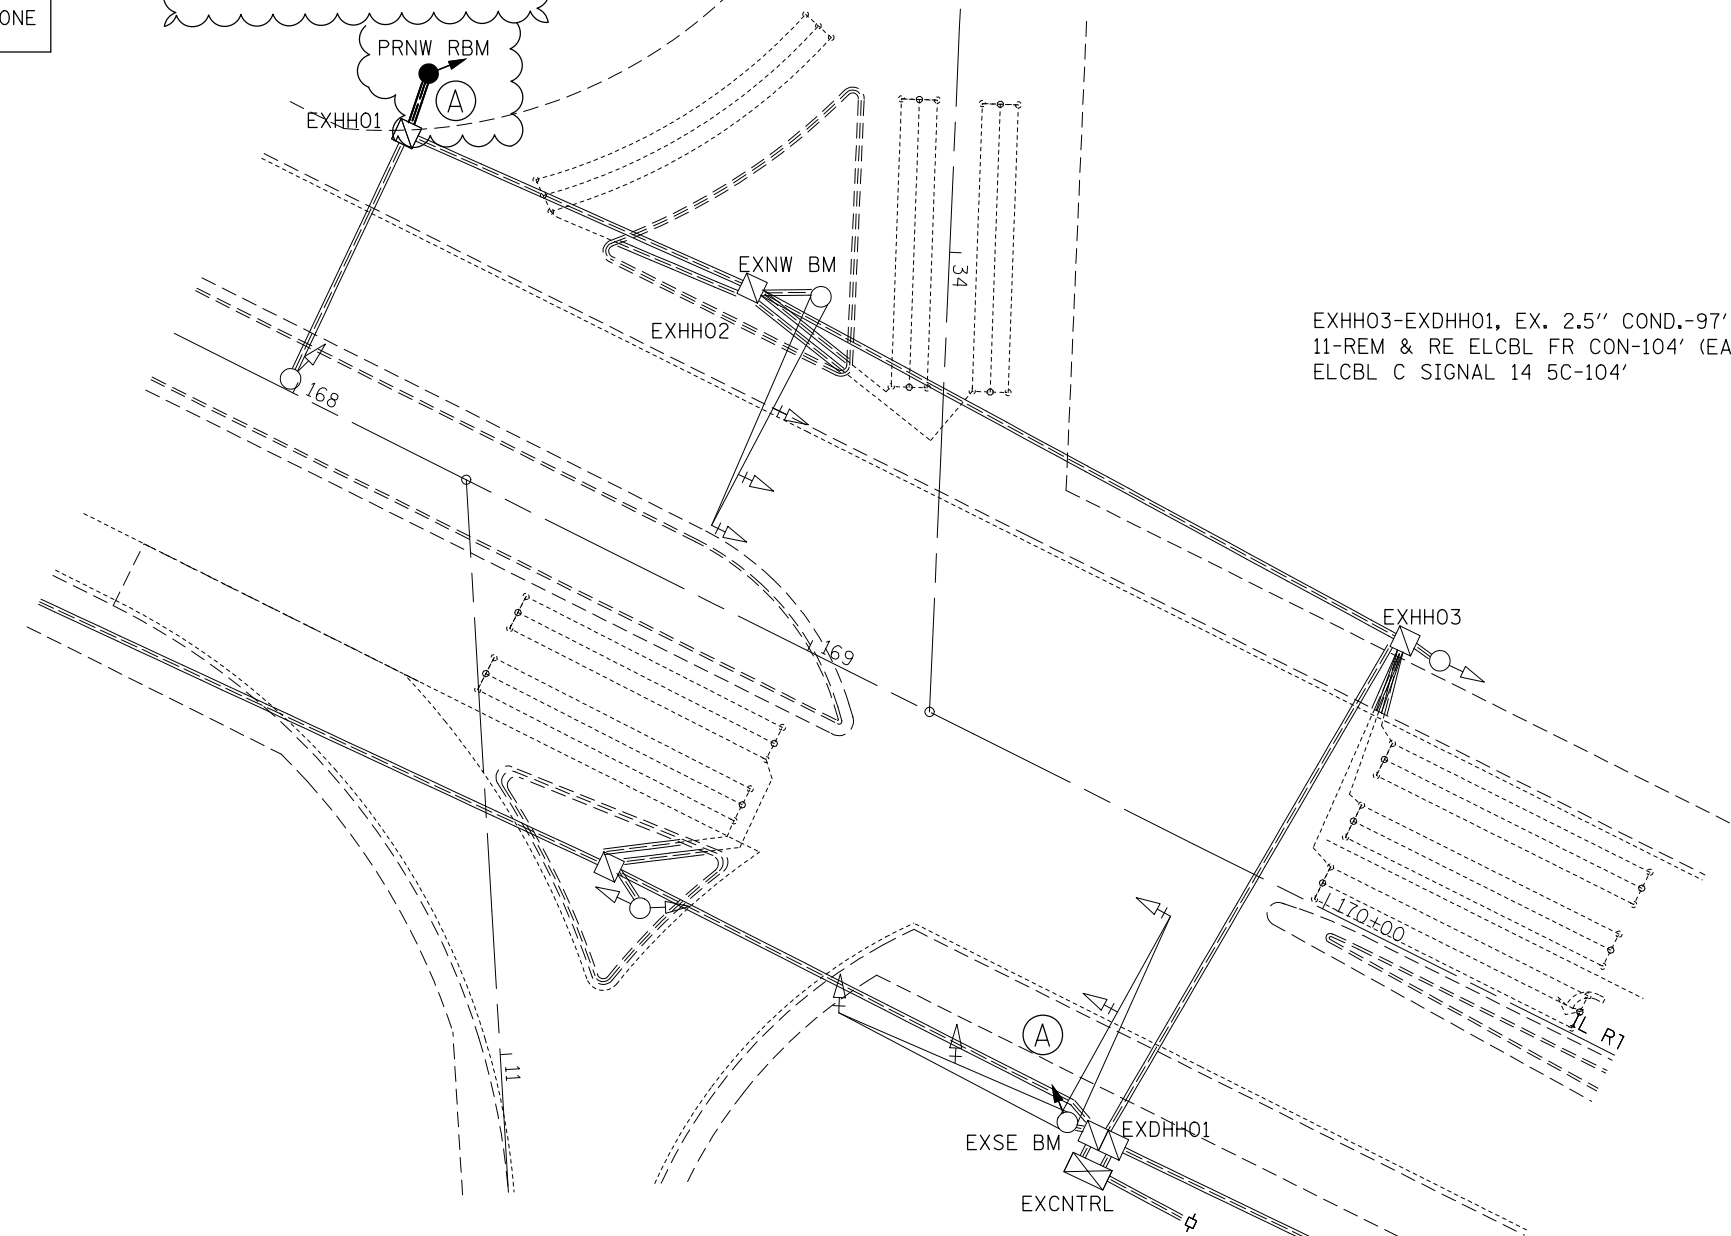 ONE
PRNW RBM
A
EXHH01
EXNW BM
34
EXHH02
EXHH03-EXDHH01, EX. 2.5″ COND.-97′
11-REM & RE ELCBL FR CON-104′ (EA
ELCBL C SIGNAL 14 5C-104′
168
EXHH03
169
170+00
IL RT
A
11
EXSE BM
EXDHH01
EXCNTRL